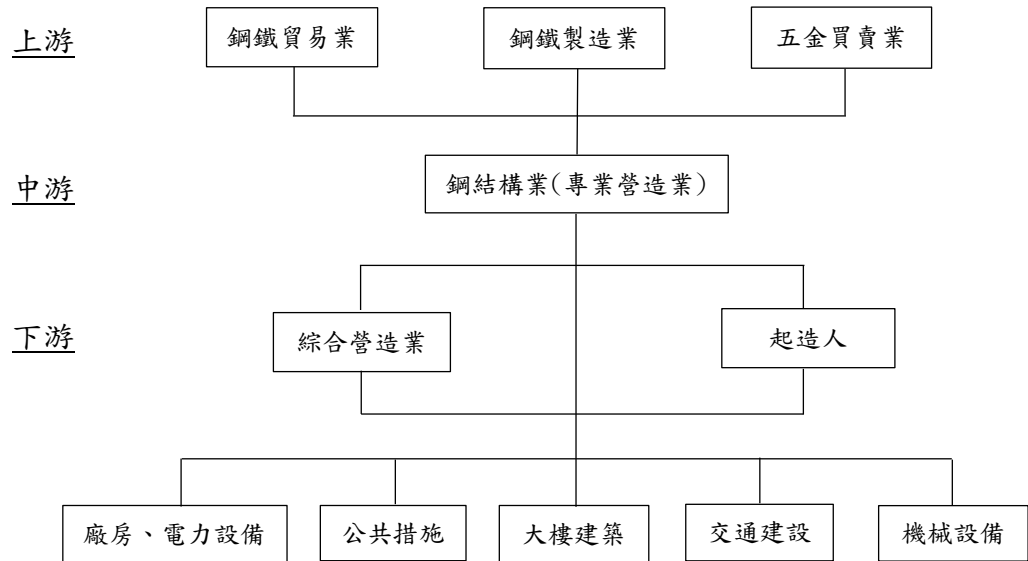 上游
鋼鐵貿易業
鋼鐵製造業
五金買賣業
中游
鋼結構業(專業營造業)
下游
綜合營造業
起造人
廠房、電力設備
公共措施
大樓建築
交通建設
機械設備